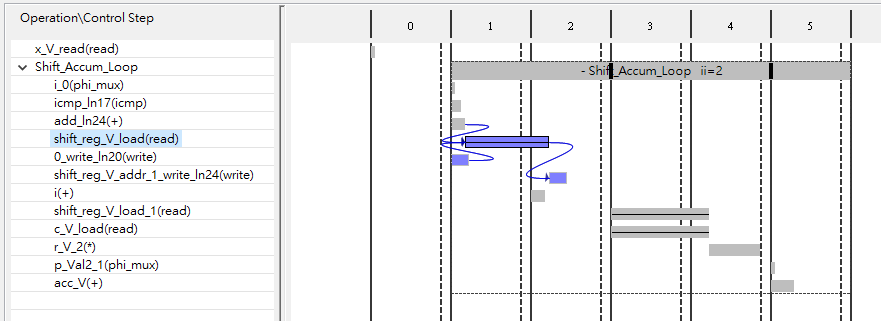 Operation\Control Step
0 1 2 3 4 5
x_V_read(read)
Shift_Accum_Loop
- Shift_Accum_Loop ii=2
i_0(phi_mux)
icmp_ln17(icmp)
add_ln24(+)
shift_reg_V_load(read)
0_write_ln20(write)
shift_reg_V_addr_1_write_ln24(write)
i(+)
shift_reg_V_load_1(read)
c_V_load(read)
r_V_2(*)
p_Val2_1(phi_mux)
acc_V(+)